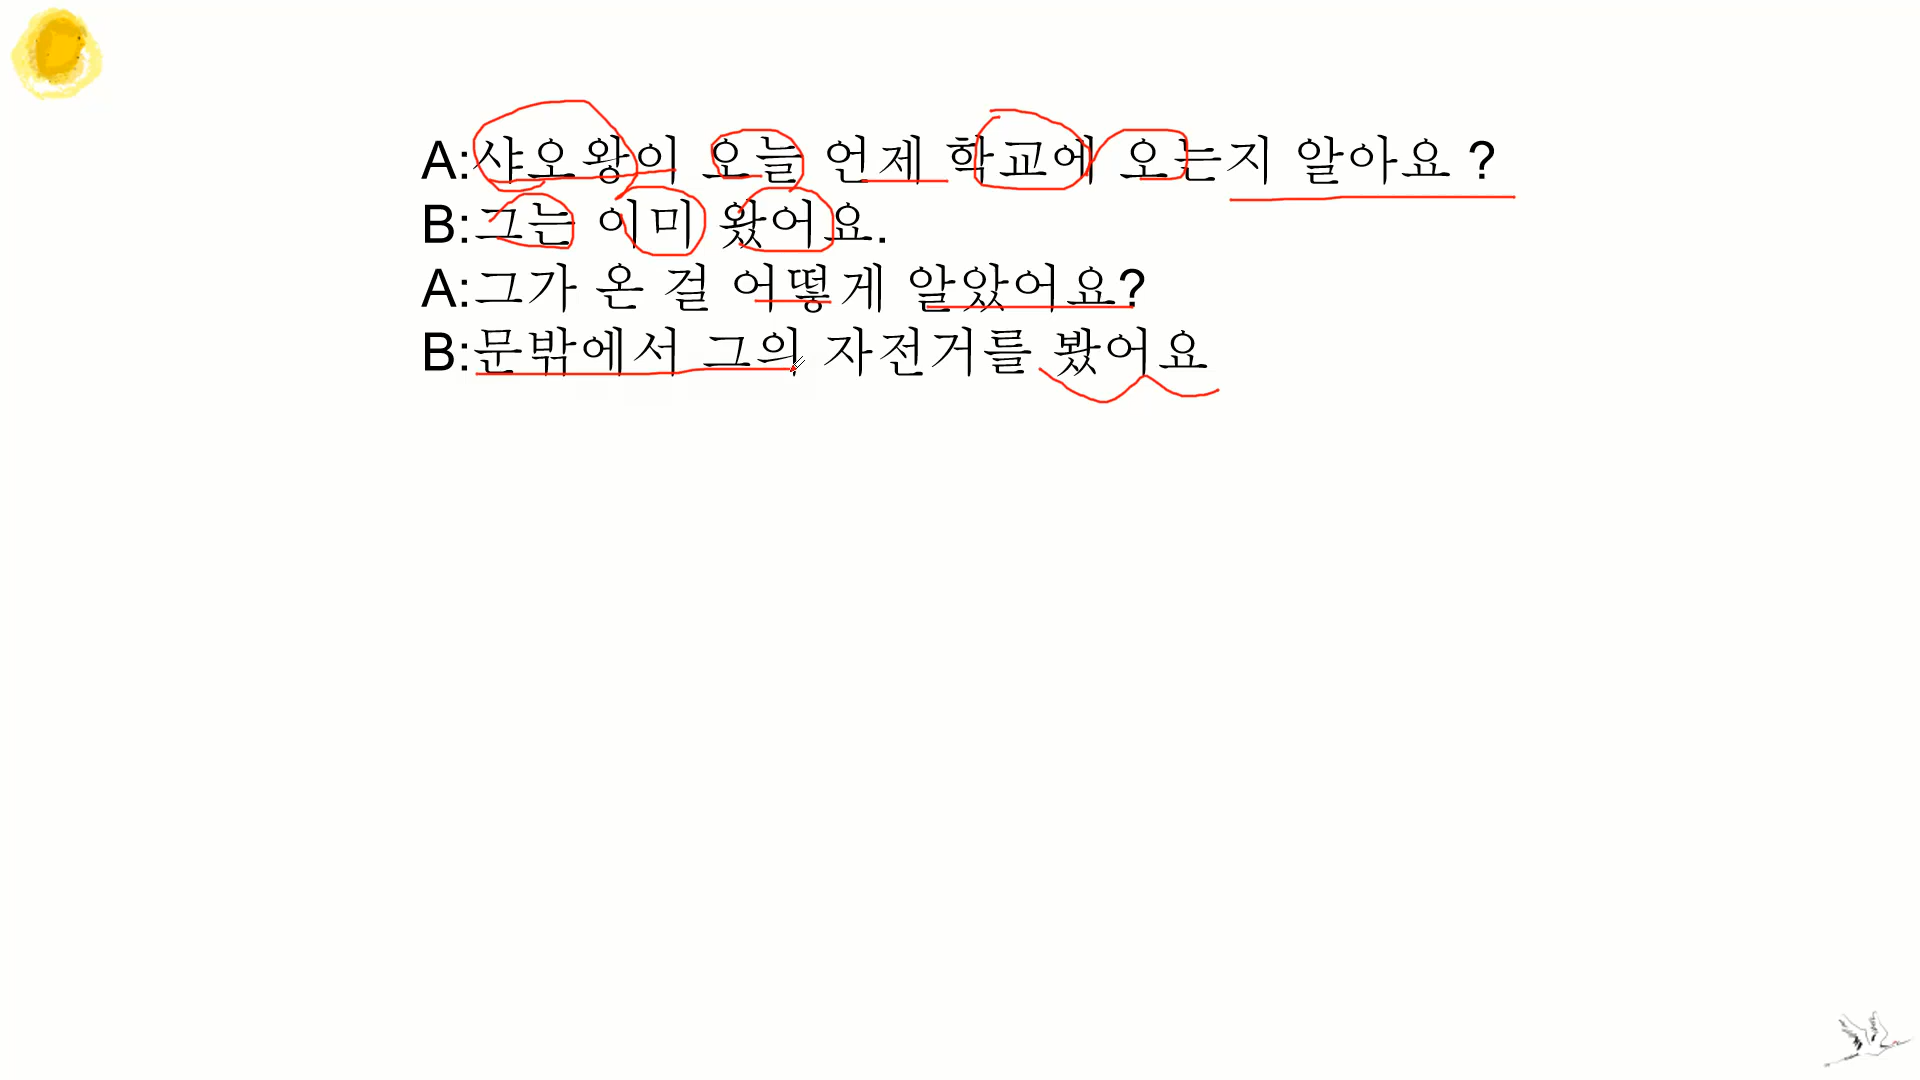 A:샤오왕이 오늘 언제 학교에 오는지 알아요 ?
B:그는 이미 왔어요.
A:그가 온 걸 어떻게 알았어요?
B:문밖에서 그의 자전거를 봤어요